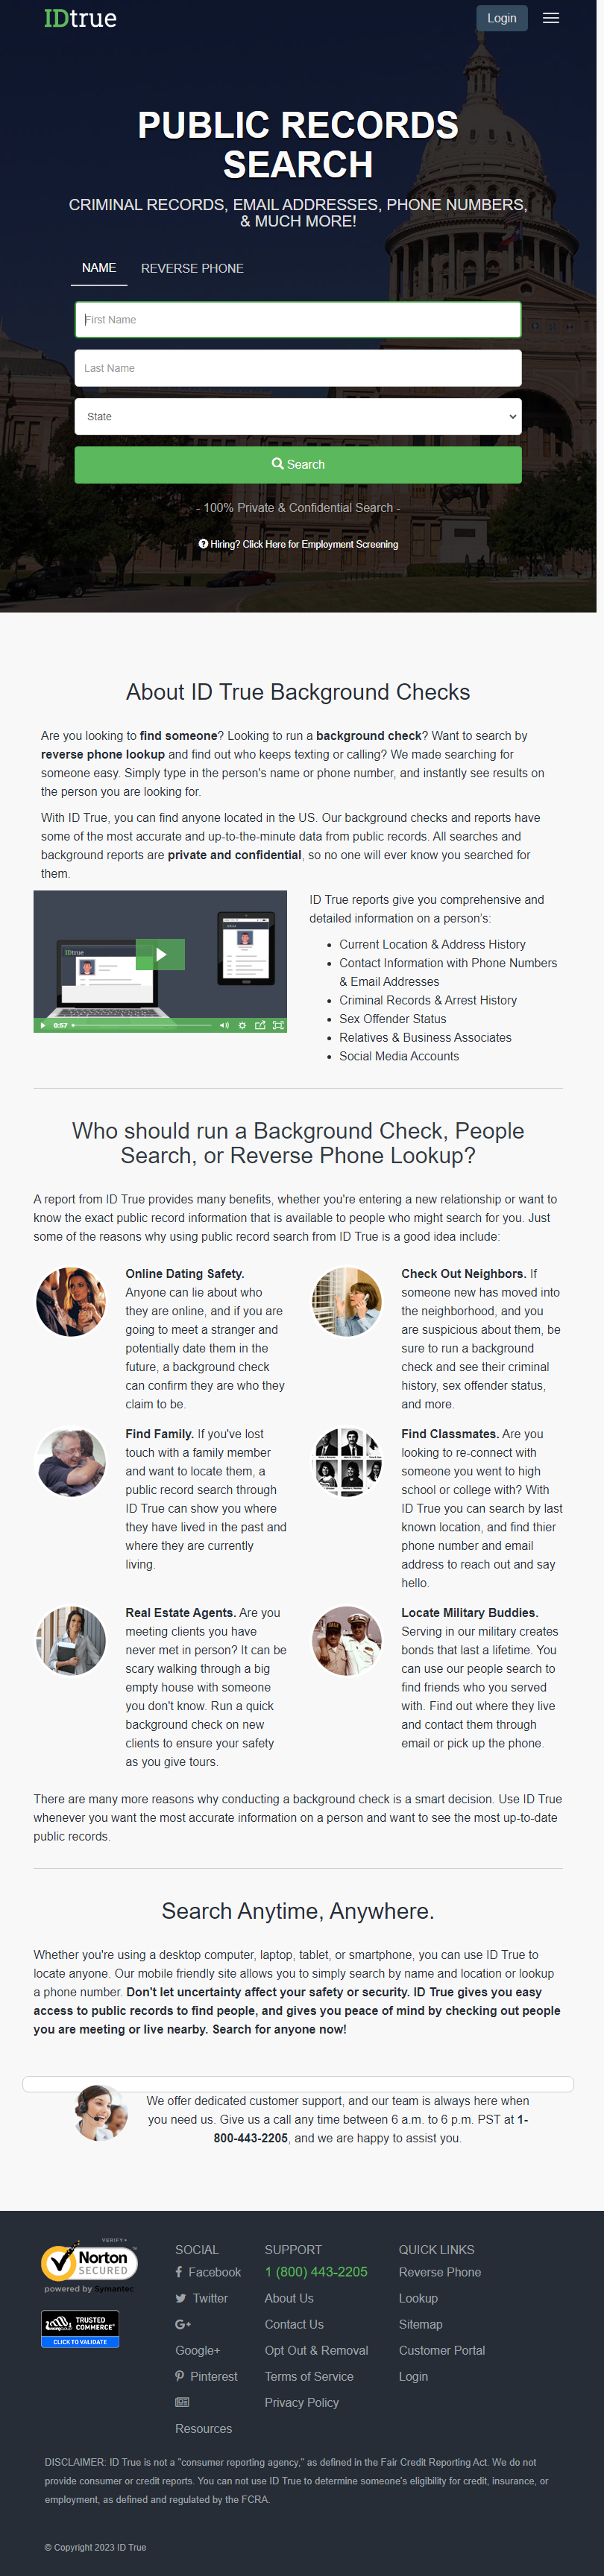 IDtrue
Login
PUBLIC RECORDS
SEARCH
CRIMINAL RECORDS, EMAIL ADDRESSES, PHONE NUMBERS,
& MUCH MORE!
NAME
REVERSE PHONE
First Name
Last Name
State
Search
- 100% Private & Confidential Search -
Hiring? Click Here for Employment Screening
About ID True Background Checks
Are you looking to find someone? Looking to run a background check? Want to search by
reverse phone lookup and find out who keeps texting or calling? We made searching for
someone easy. Simply type in the person's name or phone number, and instantly see results on
the person you are looking for.
With ID True, you can find anyone located in the US. Our background checks and reports have
some of the most accurate and up-to-the-minute data from public records. All searches and
background reports are private and confidential, so no one will ever know you searched for
them.
IDtrue
0:57
ID True reports give you comprehensive and
detailed information on a person's:
• Current Location & Address History
• Contact Information with Phone Numbers
& Email Addresses
• Criminal Records & Arrest History
• Sex Offender Status
• Relatives & Business Associates
• Social Media Accounts
Who should run a Background Check, People
Search, or Reverse Phone Lookup?
A report from ID True provides many benefits, whether you're entering a new relationship or want to
know the exact public record information that is available to people who might search for you. Just
some of the reasons why using public record search from ID True is a good idea include:
Online Dating Safety.
Anyone can lie about who
they are online, and if you are
going to meet a stranger and
potentially date them in the
future, a background check
can confirm they are who they
claim to be.
Check Out Neighbors. If
someone new has moved into
the neighborhood, and you
are suspicious about them, be
sure to run a background
check and see their criminal
history, sex offender status,
and more.
Find Family. If you've lost
touch with a family member
and want to locate them, a
public record search through
ID True can show you where
they have lived in the past and
where they are currently
living.
Find Classmates. Are you
looking to re-connect with
someone you went to high
school or college with? With
ID True you can search by last
known location, and find thier
phone number and email
address to reach out and say
hello.
Real Estate Agents. Are you
meeting clients you have
never met in person? It can be
scary walking through a big
empty house with someone
you don't know. Run a quick
background check on new
clients to ensure your safety
as you give tours.
Locate Military Buddies.
Serving in our military creates
bonds that last a lifetime. You
can use our people search to
find friends who you served
with. Find out where they live
and contact them through
email or pick up the phone.
There are many more reasons why conducting a background check is a smart decision. Use ID True
whenever you want the most accurate information on a person and want to see the most up-to-date
public records.
Search Anytime, Anywhere.
Whether you're using a desktop computer, laptop, tablet, or smartphone, you can use ID True to
locate anyone. Our mobile friendly site allows you to simply search by name and location or lookup
a phone number. Don't let uncertainty affect your safety or security. ID True gives you easy
access to public records to find people, and gives you peace of mind by checking out people
you are meeting or live nearby. Search for anyone now!
We offer dedicated customer support, and our team is always here when
you need us. Give us a call any time between 6 a.m. to 6 p.m. PST at 1-
800-443-2205, and we are happy to assist you.
VERIFY
Norton
SECURED
powered by Symantec
TRUSTED
COMMERCE
CLICK TO VALIDATE
SOCIAL
Facebook
Twitter
Google+
Pinterest
Resources
SUPPORT
1 (800) 443-2205
About Us
Contact Us
Opt Out & Removal
Terms of Service
Privacy Policy
QUICK LINKS
Reverse Phone
Lookup
Sitemap
Customer Portal
Login
DISCLAIMER: ID True is not a "consumer reporting agency," as defined in the Fair Credit Reporting Act. We do not
provide consumer or credit reports. You can not use ID True to determine someone's eligibility for credit, insurance, or
employment, as defined and regulated by the FCRA.
© Copyright 2023 ID True